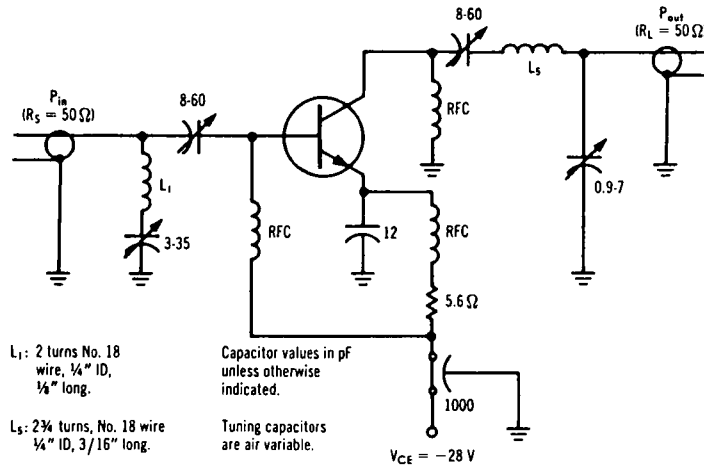 8-60
P_out
(R_L = 50 Ω)
L_5
P_in
(R_S = 50 Ω)
8-60
RFC
L_1
3-35
RFC
12
RFC
0.9-7
5.6 Ω
L_1: 2 turns No. 18
wire, ¼" ID,
⅛" long.
Capacitor values in pF
unless otherwise
indicated.
1000
L_5: 2¾ turns, No. 18 wire
¼" ID, 3/16" long.
Tuning capacitors
are air variable.
V_CE = −28 V